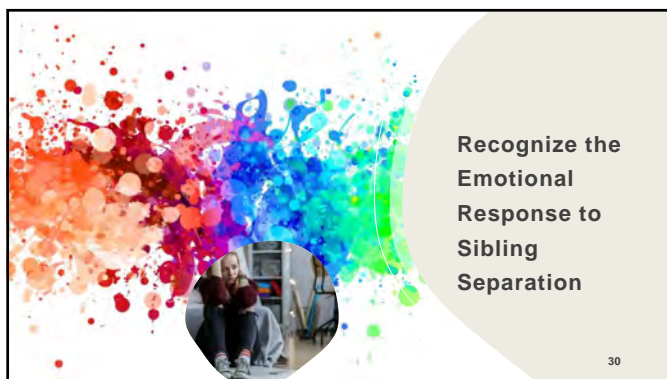 Recognize the
Emotional
Response to
Sibling
Separation
30